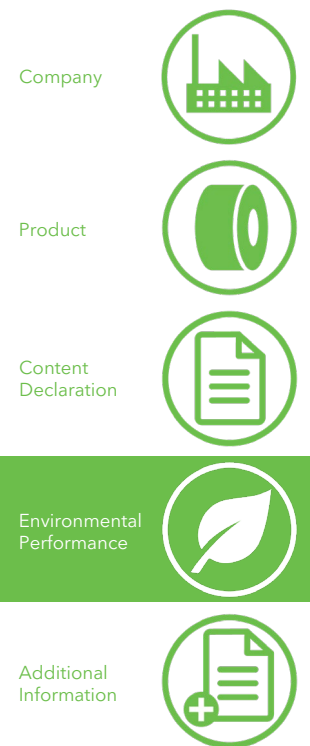 Company
Product
Content
Declaration
Environmental
Performance
Additional
Information